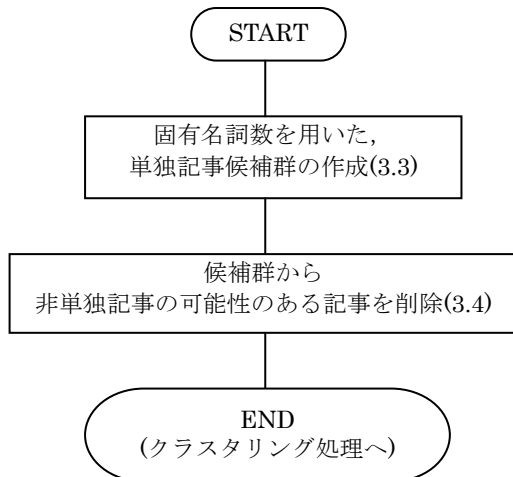 START
固有名詞数を用いた,
単独記事候補群の作成(3.3)
候補群から
非単独記事の可能性のある記事を削除(3.4)
END
(クラスタリング処理へ)